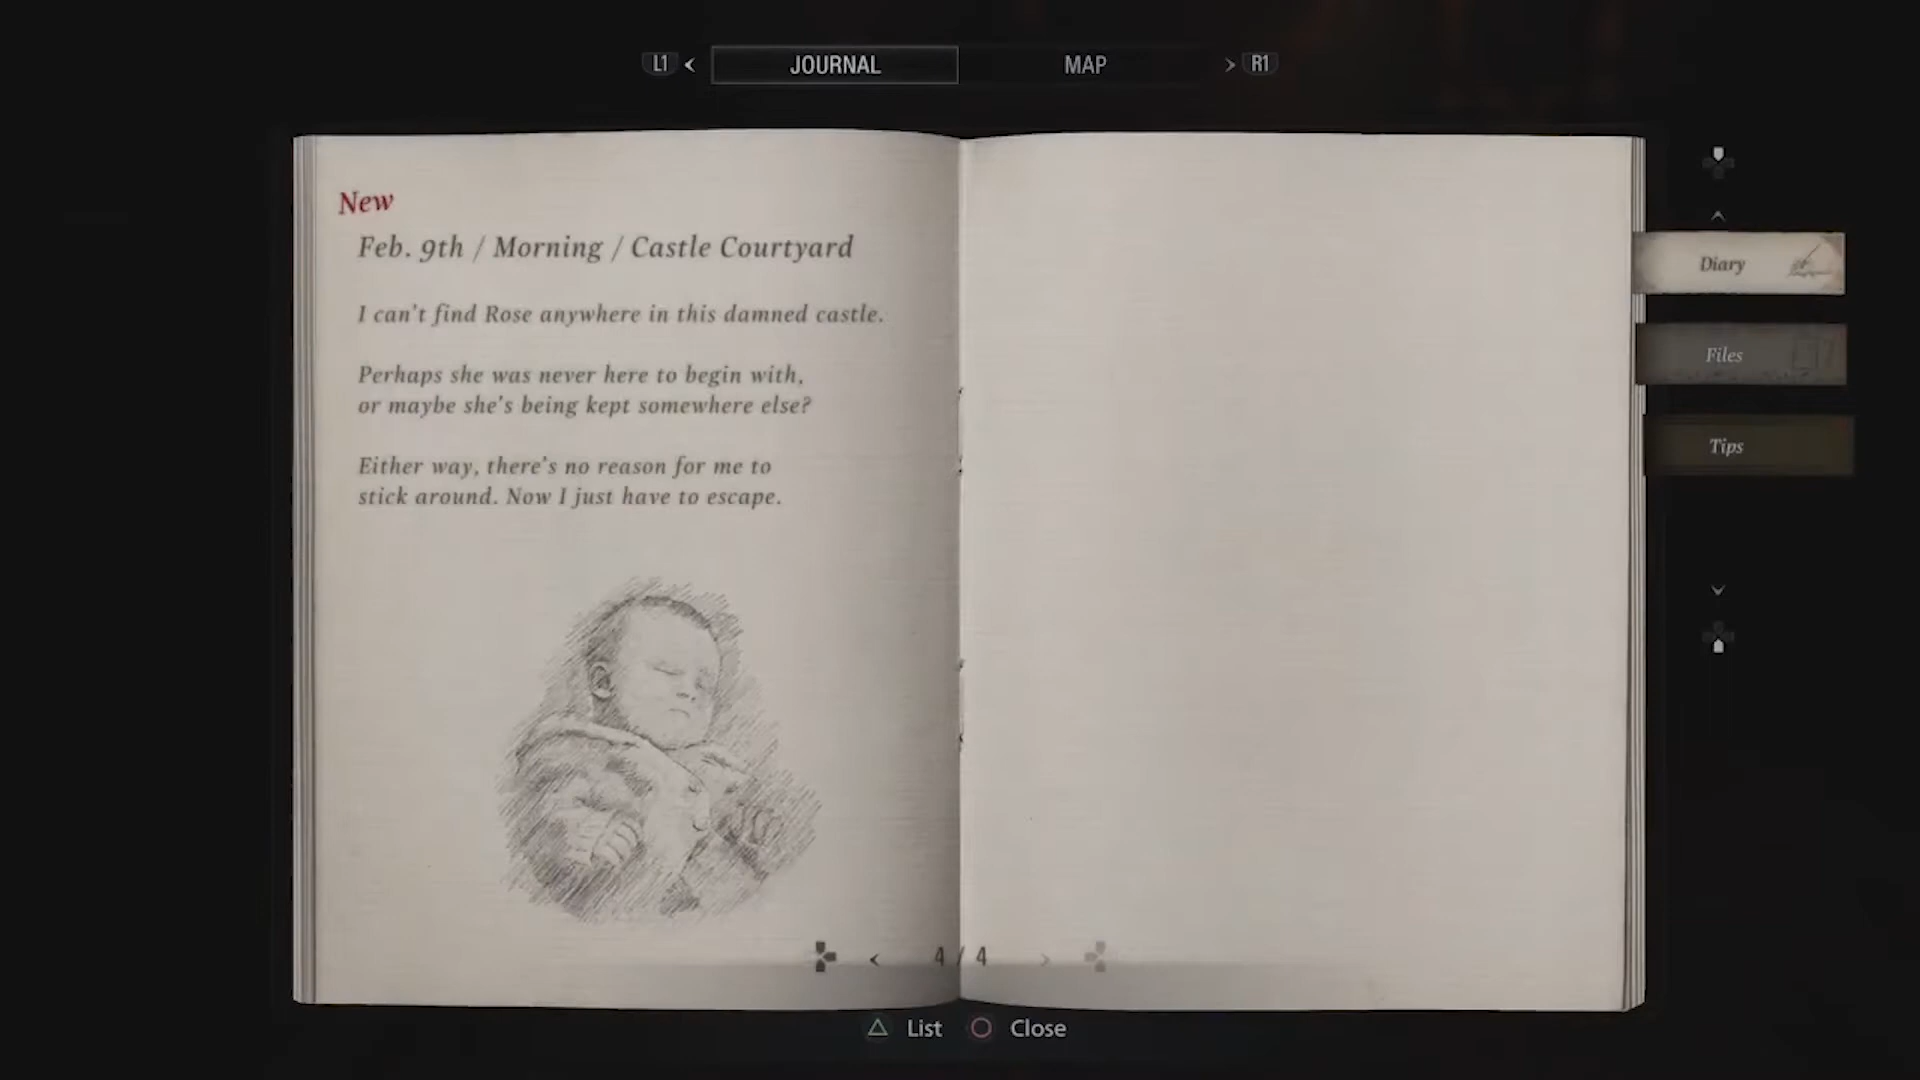 L1 < JOURNAL MAP > R1
New
Feb. 9th / Morning / Castle Courtyard
I can't find Rose anywhere in this damned castle.
Perhaps she was never here to begin with,
or maybe she's being kept somewhere else?
Either way, there's no reason for me to
stick around. Now I just have to escape.
Diary
Files
Tips
< 4 / 4 >
List Close